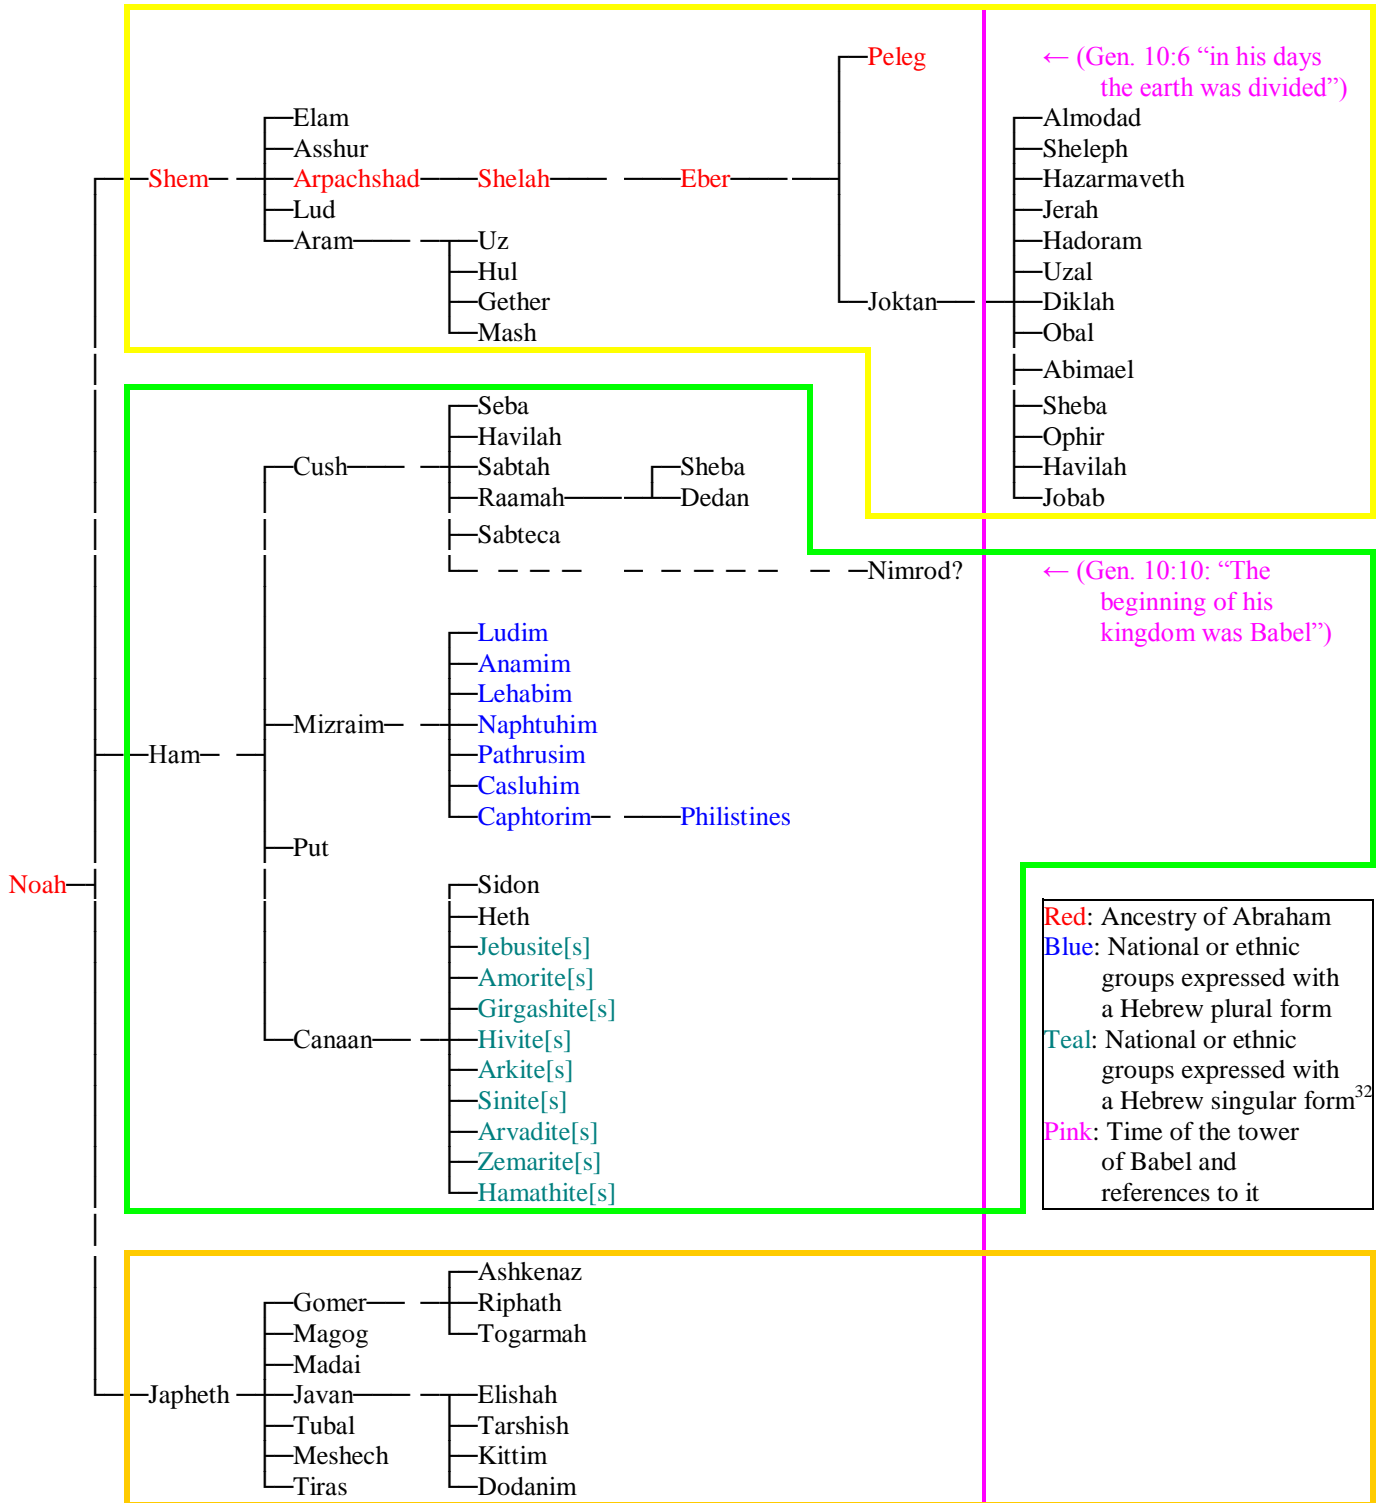 Peleg ← (Gen. 10:6 “in his days
the earth was divided”)
Elam Almodad
Asshur Sheleph
Shem Arpachshad Shelah Eber Hazarmaveth
Lud Jerah
Aram Uz Hadoram
Hul Uzal
Gether Joktan Diklah
Mash Obal
Abimael
Seba Sheba
Havilah Ophir
Cush Sabtah Sheba Havilah
Raamah Dedan Jobab
Sabteca
Nimrod? ← (Gen. 10:10: “The
beginning of his
Ludim kingdom was Babel”)
Anamim
Lehabim
Mizraim Naphtuhim
Ham Pathrusim
Casluhim
Caphtorim Philistines
Put
Noah Sidon
Heth Red: Ancestry of Abraham
Jebusite[s] Blue: National or ethnic
Amorite[s] groups expressed with
Girgashite[s] a Hebrew plural form
Canaan Hivite[s] Teal: National or ethnic
Arkite[s] groups expressed with
Sinite[s] a Hebrew singular form32
Arvadite[s] Pink: Time of the tower
Zemarite[s] of Babel and
Hamathite[s] references to it
Ashkenaz
Gomer Riphath
Magog Togarmah
Madai
Japheth Javan Elishah
Tubal Tarshish
Meshech Kittim
Tiras Dodanim